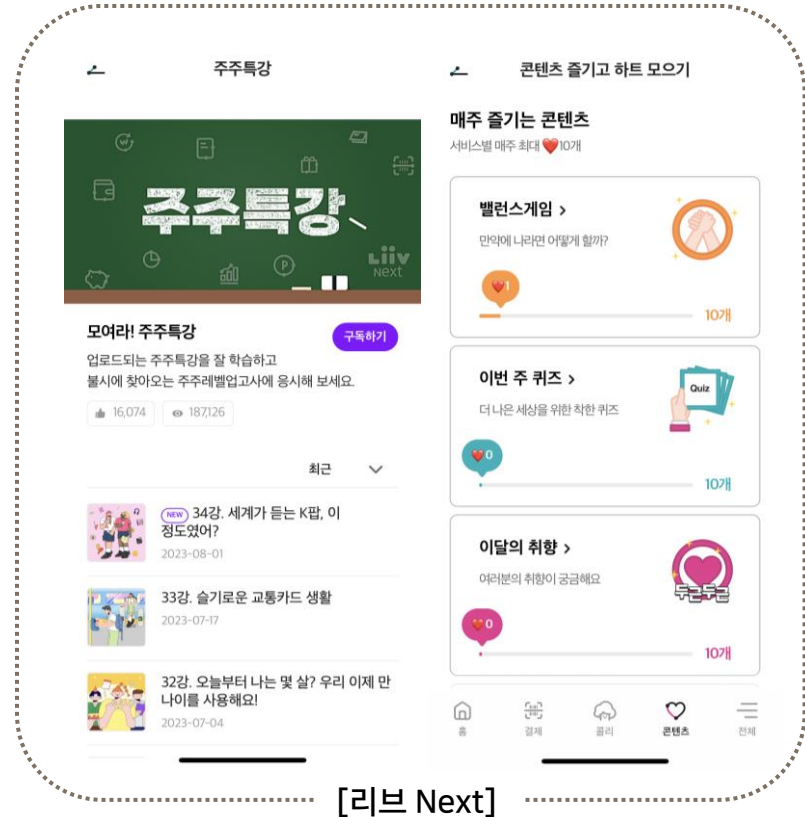 주주특강
주주특강
Liiv
Next
모여라! 주주특강
구독하기
업로드되는 주주특강을 잘 학습하고
불시에 찾아오는 주주레벨업고사에 응시해 보세요.
16,074
187,126
최근
NEW 34강. 세계가 듣는 K팝, 이
정도였어?
2023-08-01
33강. 슬기로운 교통카드 생활
2023-07-17
32강. 오늘부터 나는 몇 살? 우리 이제 만
나이를 사용해요!
2023-07-04
콘텐츠 즐기고 하트 모으기
매주 즐기는 콘텐츠
서비스별 매주 최대 ❤️10개
밸런스게임 >
만약에 나라면 어떻게 할까?
❤️1
10개
이번 주 퀴즈 >
더 나은 세상을 위한 착한 퀴즈
Quiz
❤️0
10개
이달의 취향 >
여러분의 취향이 궁금해요
두근두근
❤️0
10개
홈
결제
클리
콘텐츠
전체
[리브 Next]